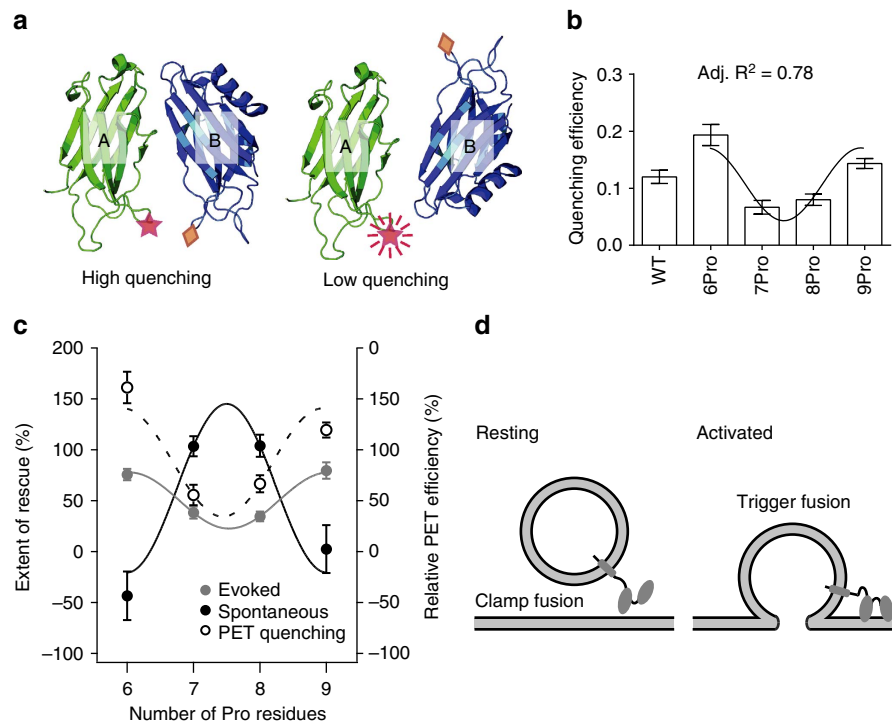 a
A
B
High quenching
A
B
Low quenching
b
Adj. R² = 0.78
Quenching efficiency
0.3
0.2
0.1
0.0
WT
6Pro
7Pro
8Pro
9Pro
c
Extent of rescue (%)
200
150
100
50
0
−50
−100
0
150
100
50
0
−50
−100
Relative PET efficiency (%)
Evoked
Spontaneous
PET quenching
6
7
8
9
Number of Pro residues
d
Resting
Activated
Trigger fusion
Clamp fusion